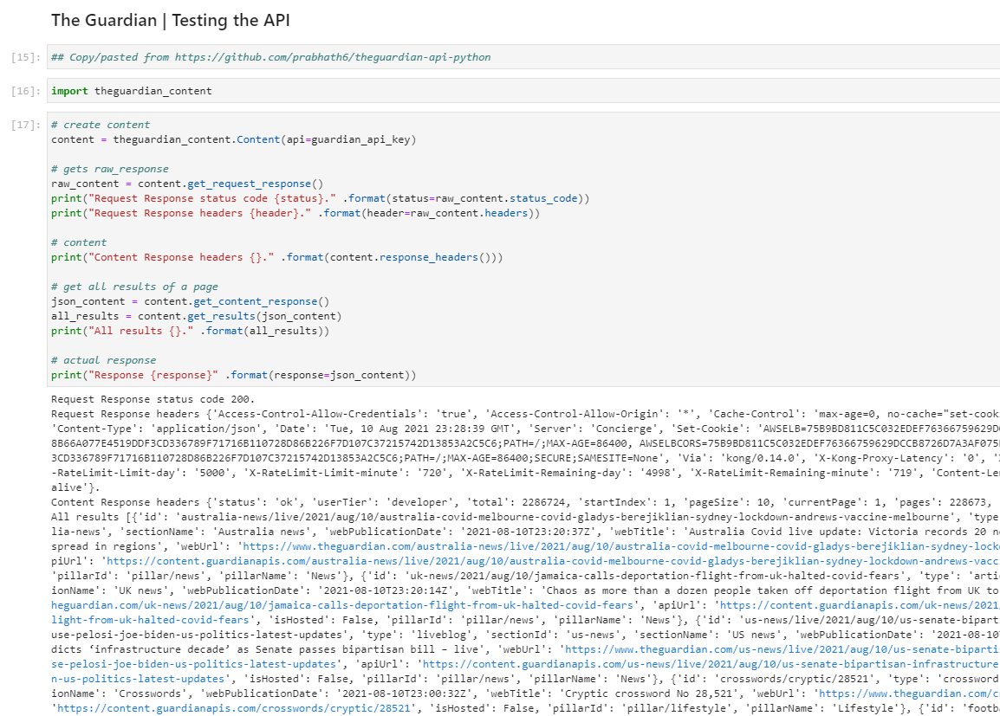 The Guardian | Testing the API
[15]: ## Copy/pasted from https://github.com/prabhath6/theguardian-api-python
[16]: import theguardian_content
[17]: # create content
content = theguardian_content.Content(api=guardian_api_key)
# gets raw_response
raw_content = content.get_request_response()
print("Request Response status code {status}." .format(status=raw_content.status_code))
print("Request Response headers {header}." .format(header=raw_content.headers))
# content
print("Content Response headers {}." .format(content.response_headers()))
# get all results of a page
json_content = content.get_content_response()
all_results = content.get_results(json_content)
print("All results {}." .format(all_results))
# actual response
print("Response {response}" .format(response=json_content))
Request Response status code 200.
Request Response headers {'Access-Control-Allow-Credentials': 'true', 'Access-Control-Allow-Origin': '*', 'Cache-Control': 'max-age=0, no-cache="set-cooki
'Content-Type': 'application/json', 'Date': 'Tue, 10 Aug 2021 23:28:39 GMT', 'Server': 'Concierge', 'Set-Cookie': 'AWSELB=75B9BD811C5C032EDEF76366759629D
8B66A077E4519DDF3CD336789F71716B110728D86B226F7D107C37215742D13853A2C5C6;PATH=/;MAX-AGE=86400, AWSELBCORS=75B9BD811C5C032EDEF76366759629DCCB8726D7A3AF075
3CD336789F71716B110728D86B226F7D107C37215742D13853A2C5C6;PATH=/;MAX-AGE=86400;SECURE;SAMESITE=None', 'Via': 'kong/0.14.0', 'X-Kong-Proxy-Latency': '0', 'X
-RateLimit-Limit-day': '5000', 'X-RateLimit-Limit-minute': '720', 'X-RateLimit-Remaining-day': '4998', 'X-RateLimit-Remaining-minute': '719', 'Content-Le
alive'}.
Content Response headers {'status': 'ok', 'userTier': 'developer', 'total': 2286724, 'startIndex': 1, 'pageSize': 10, 'currentPage': 1, 'pages': 228673,
All results [{'id': 'australia-news/live/2021/aug/10/australia-covid-melbourne-covid-gladys-berejiklian-sydney-lockdown-andrews-vaccine-melbourne', 'type
lia-news', 'sectionName': 'Australia news', 'webPublicationDate': '2021-08-10T23:20:37Z', 'webTitle': 'Australia Covid live update: Victoria records 20 n
spread in regions', 'webUrl': 'https://www.theguardian.com/australia-news/live/2021/aug/10/australia-covid-melbourne-covid-gladys-berejiklian-sydney-lock
piUrl': 'https://content.guardianapis.com/australia-news/live/2021/aug/10/australia-covid-melbourne-covid-gladys-berejiklian-sydney-lockdown-andrews-vacc
'pillarId': 'pillar/news', 'pillarName': 'News'}, {'id': 'uk-news/2021/aug/10/jamaica-calls-deportation-flight-from-uk-halted-covid-fears', 'type': 'arti
ionName': 'UK news', 'webPublicationDate': '2021-08-10T23:20:14Z', 'webTitle': 'Chaos as more than a dozen people taken off deportation flight from UK to
heguardian.com/uk-news/2021/aug/10/jamaica-calls-deportation-flight-from-uk-halted-covid-fears', 'apiUrl': 'https://content.guardianapis.com/uk-news/2021
light-from-uk-halted-covid-fears', 'isHosted': False, 'pillarId': 'pillar/news', 'pillarName': 'News'}, {'id': 'us-news/live/2021/aug/10/us-senate-bipart
use-pelosi-joe-biden-us-politics-latest-updates', 'type': 'liveblog', 'sectionId': 'us-news', 'sectionName': 'US news', 'webPublicationDate': '2021-08-10
dicts ‘infrastructure decade’ as Senate passes bipartisan bill – live', 'webUrl': 'https://www.theguardian.com/us-news/live/2021/aug/10/us-senate-biparti
se-pelosi-joe-biden-us-politics-latest-updates', 'apiUrl': 'https://content.guardianapis.com/us-news/live/2021/aug/10/us-senate-bipartisan-infrastructure
n-us-politics-latest-updates', 'isHosted': False, 'pillarId': 'pillar/news', 'pillarName': 'News'}, {'id': 'crosswords/cryptic/28521', 'type': 'crossword
ionName': 'Crosswords', 'webPublicationDate': '2021-08-10T23:00:32Z', 'webTitle': 'Cryptic crossword No 28,521', 'webUrl': 'https://www.theguardian.com/c
'https://content.guardianapis.com/crosswords/cryptic/28521', 'isHosted': False, 'pillarId': 'pillar/lifestyle', 'pillarName': 'Lifestyle'}, {'id': 'footb